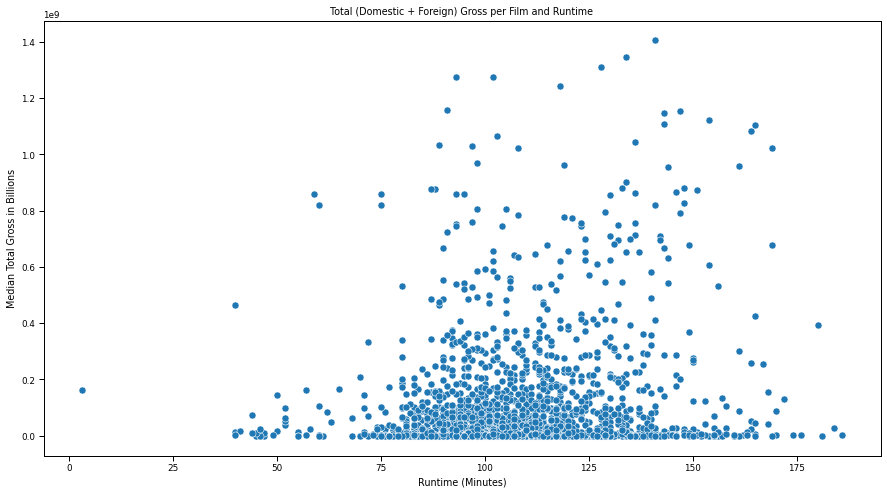 Total (Domestic + Foreign) Gross per Film and Runtime
1e9
1.4
1.2
1.0
0.8
0.6
0.4
0.2
0.0
Median Total Gross in Billions
0 25 50 75 100 125 150 175
Runtime (Minutes)